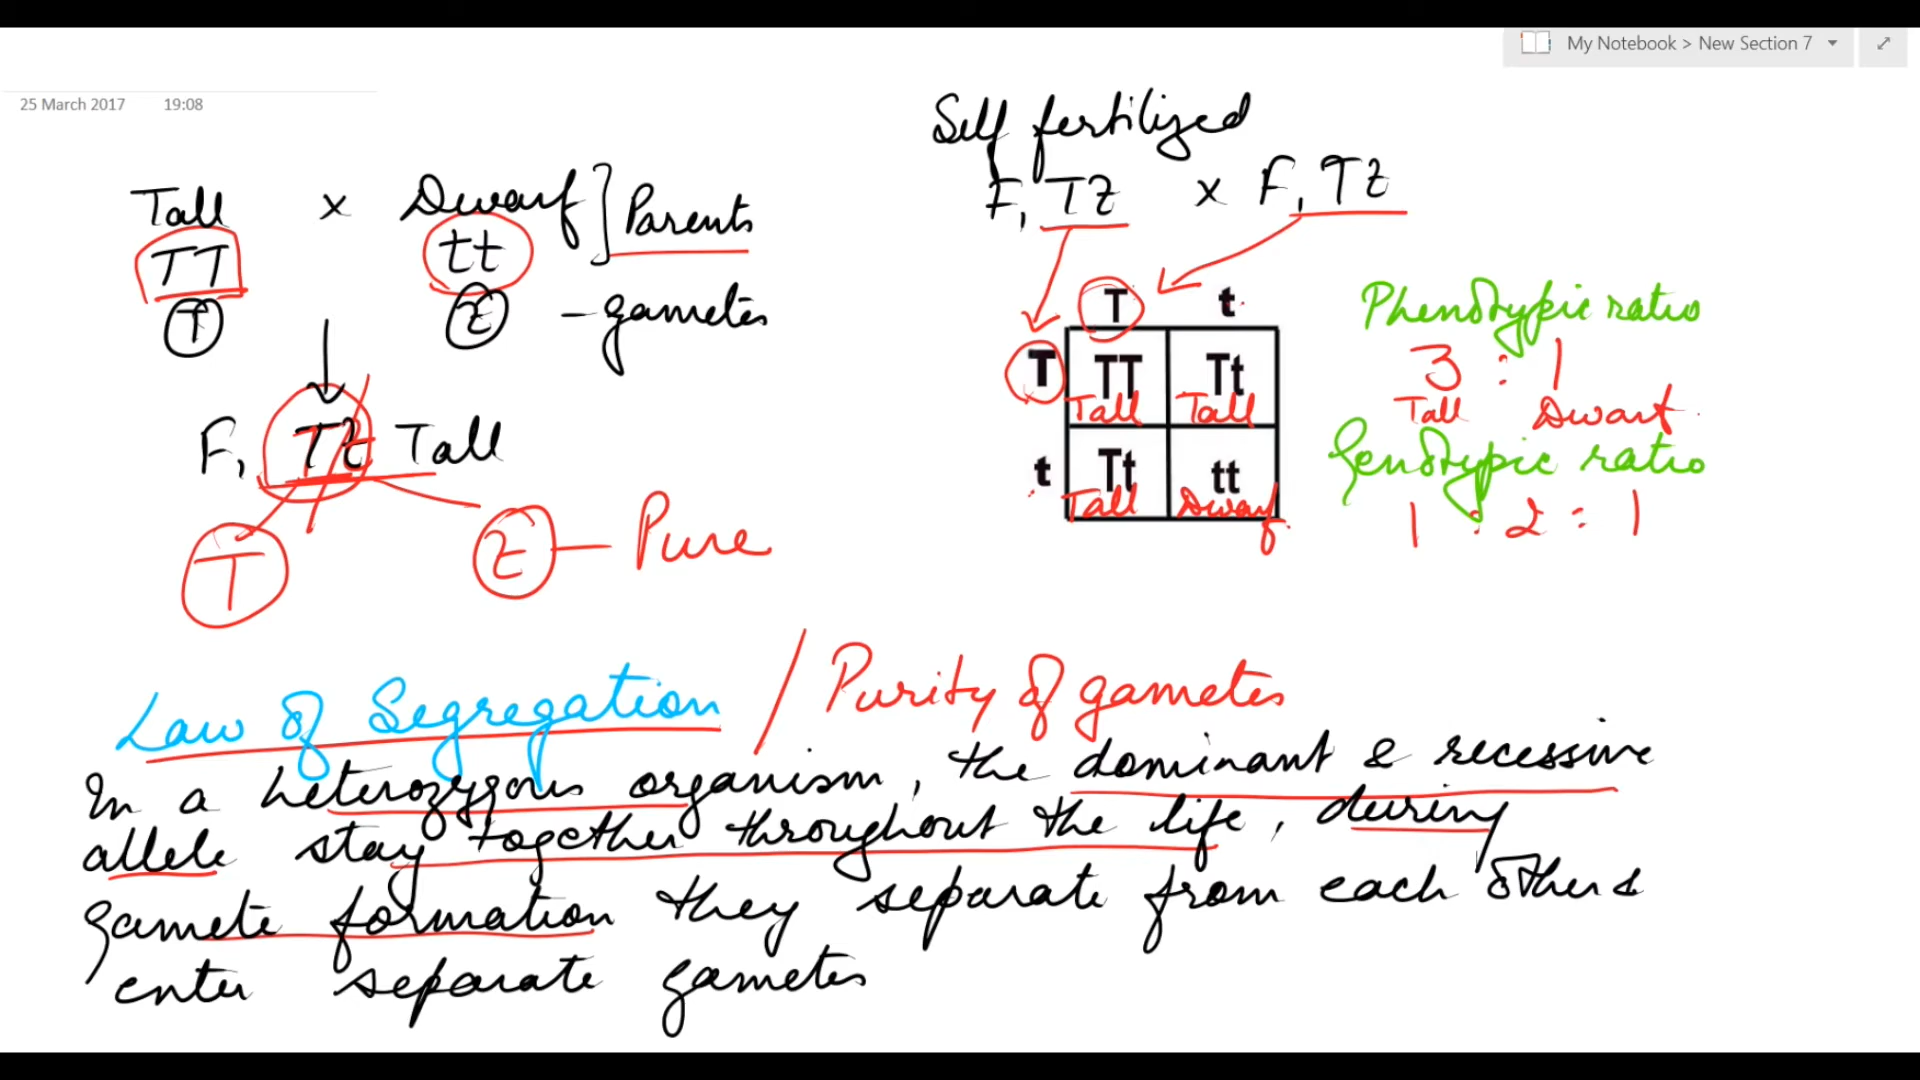 My Notebook > New Section 7
25 March 2017 19:08
Tall x Dwarf ] Parents
TT tt
T t - gametes
F1 Tt Tall
T t - Pure
Self fertilized
F1 Tt x F1 Tt
T t
T TT Tt
Tall Tall
t Tt tt
Tall Dwarf
Phenotypic ratio
3 : 1
Tall Dwarf
Genotypic ratio
1 : 2 : 1
Law of Segregation / Purity of gametes
In a heterozygous organism, the dominant & recessive
allele stay together throughout the life, during
gamete formation they separate from each other &
enter separate gametes